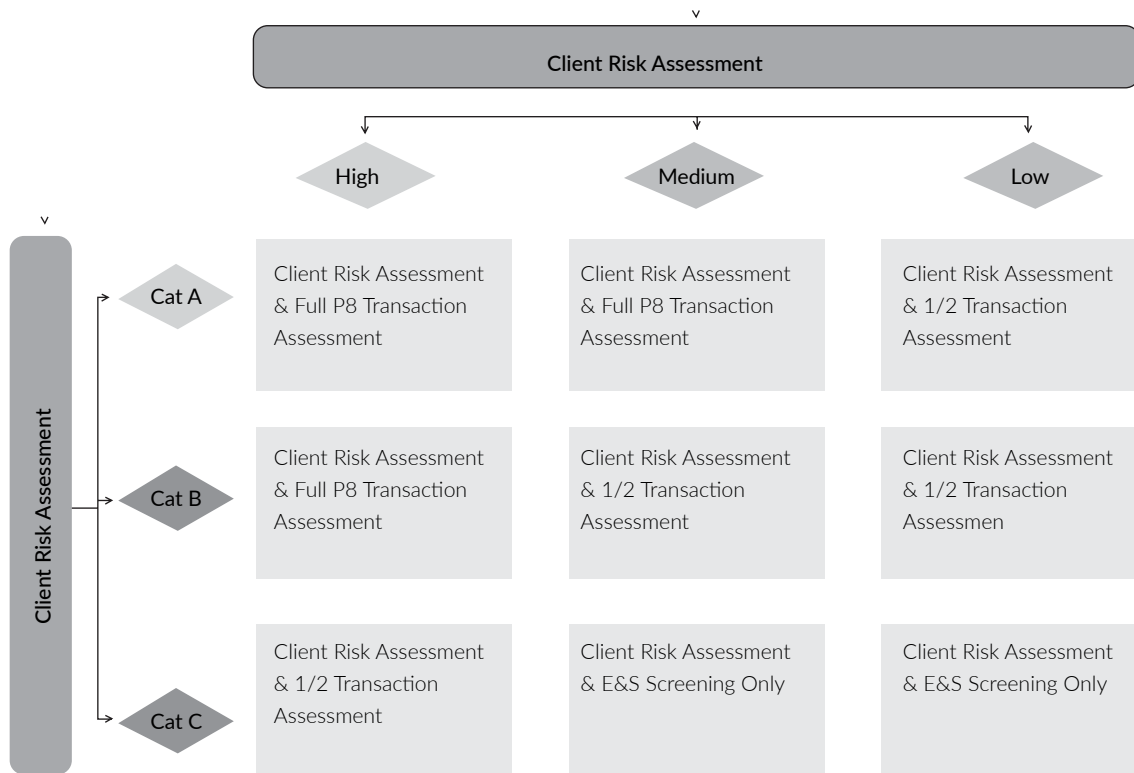 Client Risk Assessment
High
Medium
Low
Client Risk Assessment
Cat A
Client Risk Assessment
& Full P8 Transaction
Assessment
Client Risk Assessment
& Full P8 Transaction
Assessment
Client Risk Assessment
& 1/2 Transaction
Assessment
Cat B
Client Risk Assessment
& Full P8 Transaction
Assessment
Client Risk Assessment
& 1/2 Transaction
Assessment
Client Risk Assessment
& 1/2 Transaction
Assessmen
Cat C
Client Risk Assessment
& 1/2 Transaction
Assessment
Client Risk Assessment
& E&S Screening Only
Client Risk Assessment
& E&S Screening Only